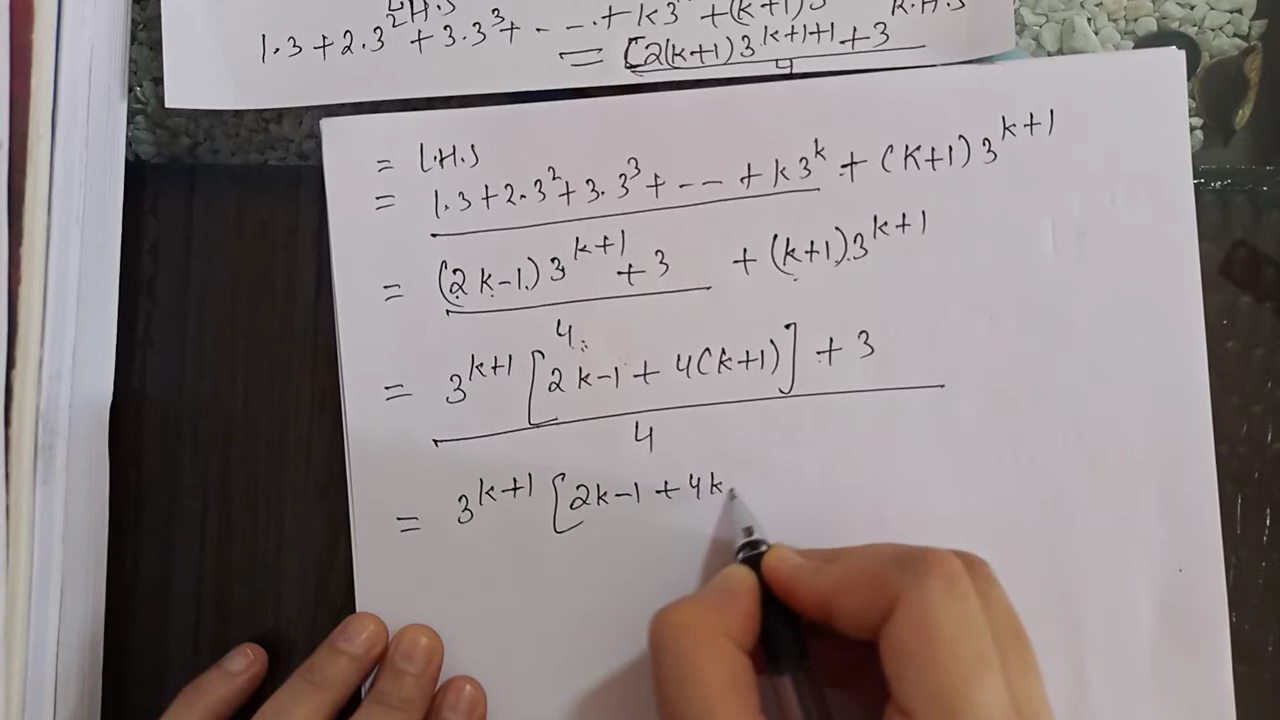 L.H.S R.H.S
1.3 + 2.3² + 3.3³ + - - - + k3 + (k+1)3
= [2(k+1) 3^{k+1+1} + 3
4
= L.H.S
= 1.3 + 2.3² + 3.3³ + - - - + k3^k + (k+1) 3^{k+1}
= (2k-1) 3^{k+1} + 3 + (k+1).3^{k+1}
4
= 3^{k+1} [2k-1 + 4(k+1)] + 3
4
= 3^{k+1} [2k-1 + 4k